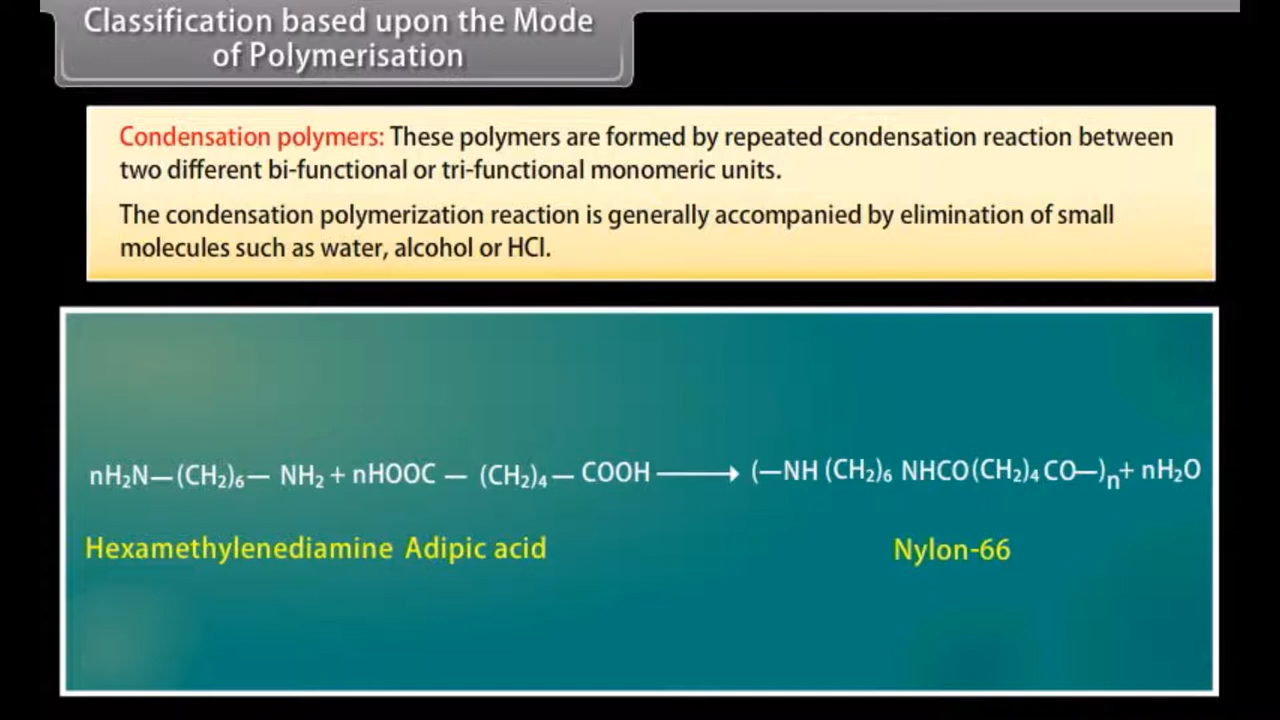 Classification based upon the Mode
of Polymerisation
Condensation polymers: These polymers are formed by repeated condensation reaction between
two different bi-functional or tri-functional monomeric units.
The condensation polymerization reaction is generally accompanied by elimination of small
molecules such as water, alcohol or HCl.
nH₂N—(CH₂)₆— NH₂ + nHOOC — (CH₂)₄ — COOH ⟶ (—NH (CH₂)₆ NHCO(CH₂)₄ CO—)ₙ + nH₂O
Hexamethylenediamine Adipic acid Nylon-66